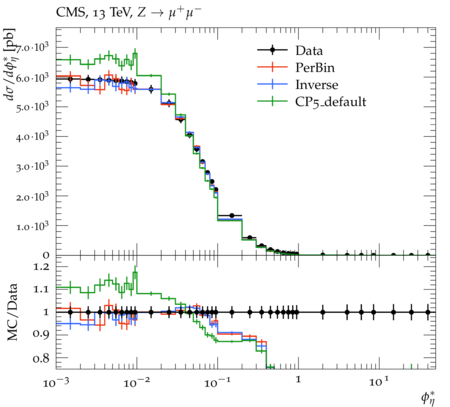 CMS, 13 TeV, Z → μ⁺μ⁻
dσ/dφ*η [pb]
7.0·10³
6.0·10³
5.0·10³
4.0·10³
3.0·10³
2.0·10³
1.0·10³
0
Data
PerBin
Inverse
CP5_default
MC/Data
1.2
1.1
1
0.9
0.8
10⁻³
10⁻²
10⁻¹
1
10¹
φ*η